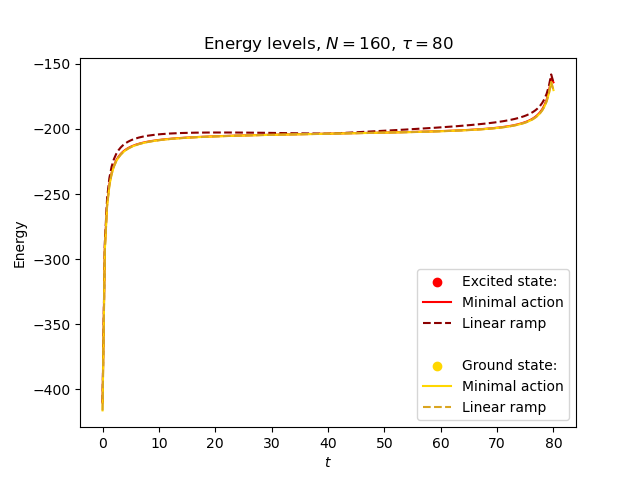 Energy levels, N = 160, τ = 80
Energy
−150
−200
−250
−300
−350
−400
0 10 20 30 40 50 60 70 80
t
Excited state:
Minimal action
Linear ramp
Ground state:
Minimal action
Linear ramp